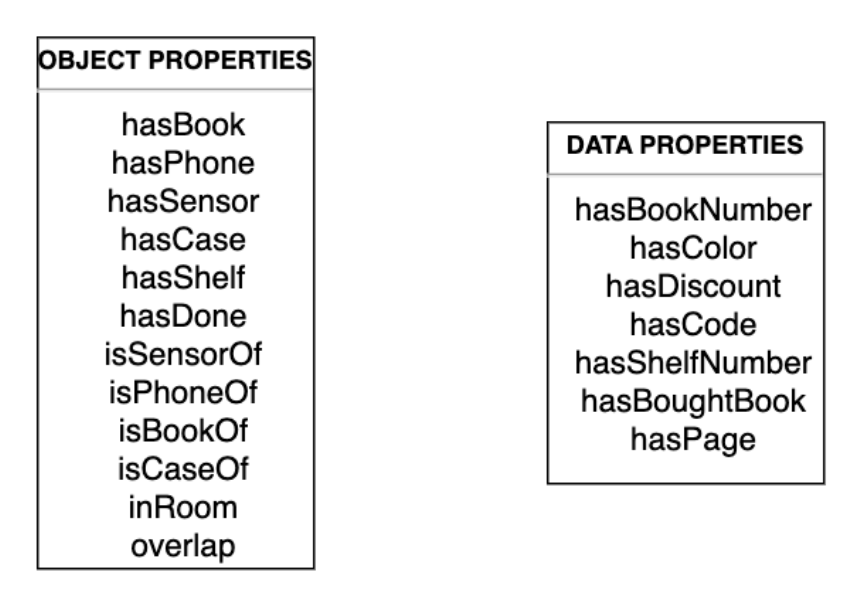 OBJECT PROPERTIES
hasBook
hasPhone
hasSensor
hasCase
hasShelf
hasDone
isSensorOf
isPhoneOf
isBookOf
isCaseOf
inRoom
overlap
DATA PROPERTIES
hasBookNumber
hasColor
hasDiscount
hasCode
hasShelfNumber
hasBoughtBook
hasPage